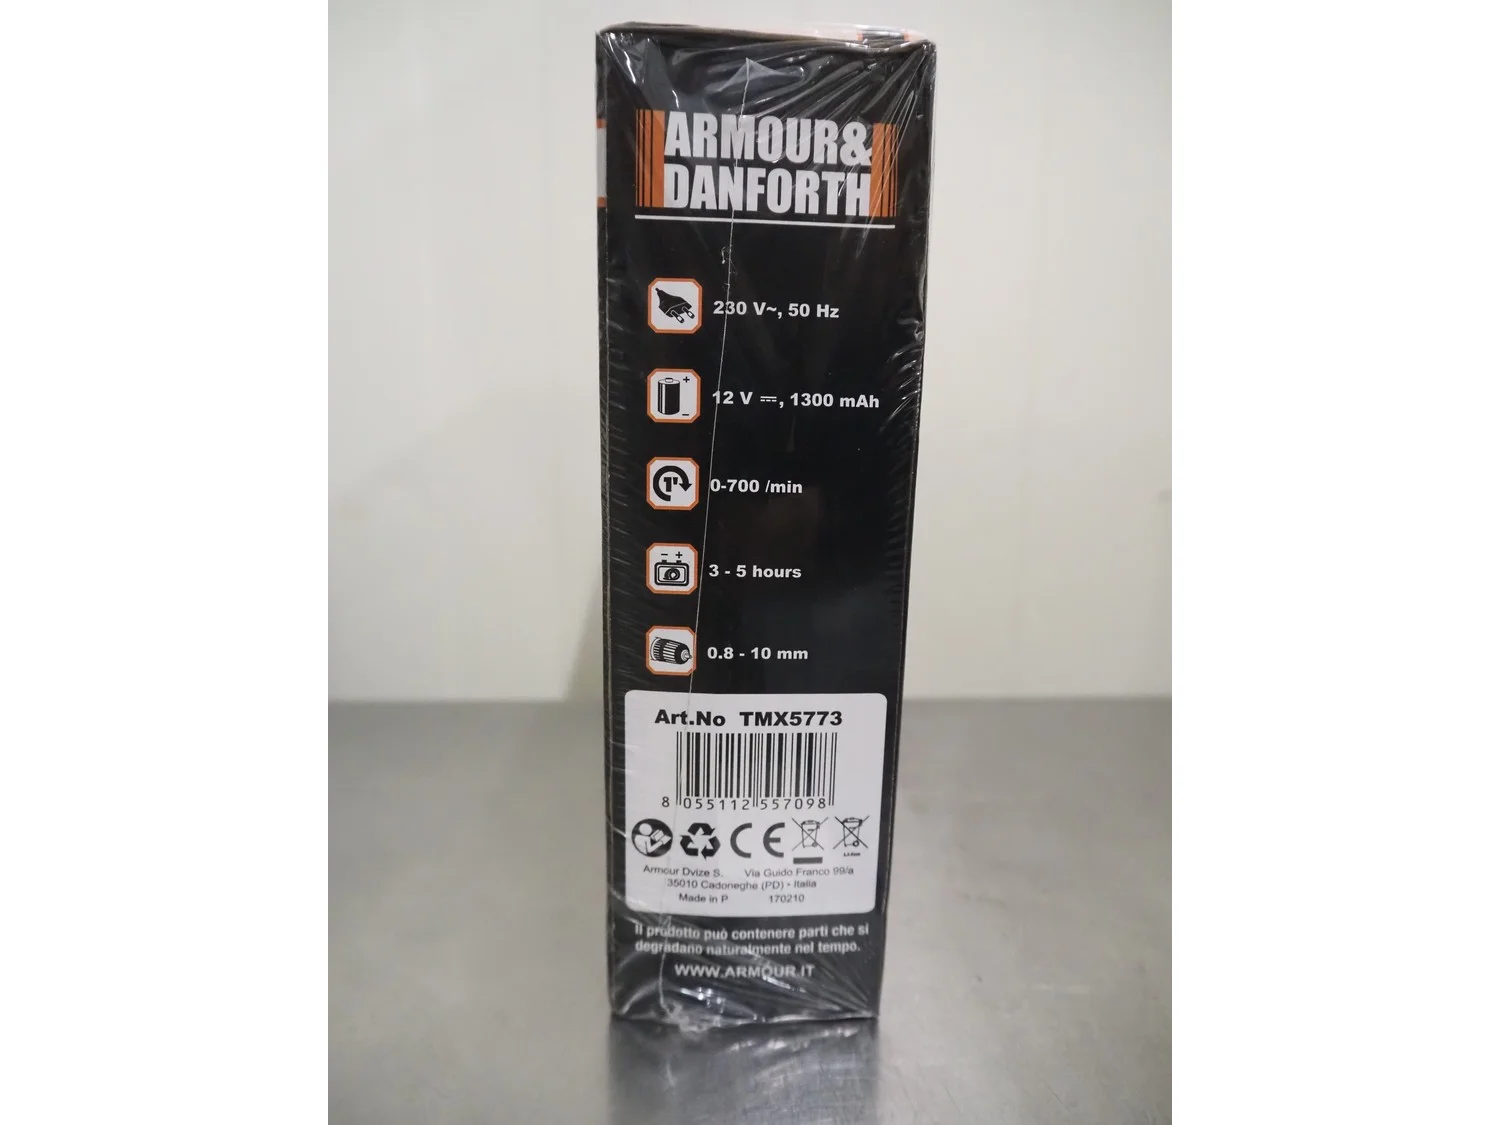 ARMOUR&
DANFORTH
230 V~, 50 Hz
12 V ⎓, 1300 mAh
0-700 /min
3 - 5 hours
0.8 - 10 mm
Art.No TMX5773
8 055112 557098
CE
Armour Dvize S. Via Guido Franco 99/a
35010 Cadoneghe (PD) • Italia
Made in P 170210
Il prodotto può contenere parti che si
degradano naturalmente nel tempo.
WWW.ARMOUR.IT